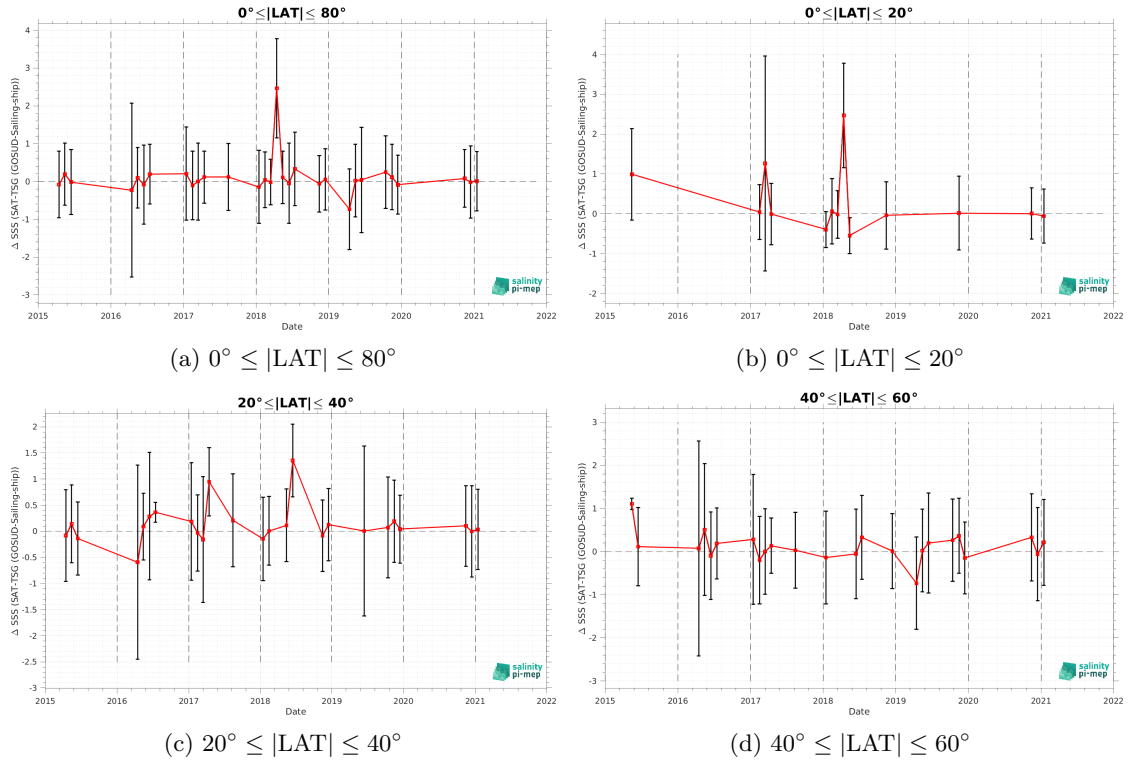 0°≤|LAT|≤ 80°
Δ SSS (SAT-TSG (GOSUD-Sailing-ship))
4
3
2
1
0
-1
-2
-3
2015 2016 2017 2018 2019 2020 2021 2022
Date
salinity
pi-mep
(a) 0° ≤ |LAT| ≤ 80°
0°≤|LAT|≤ 20°
Δ SSS (SAT-TSG (GOSUD-Sailing-ship))
4
3
2
1
0
-1
-2
2015 2016 2017 2018 2019 2020 2021 2022
Date
salinity
pi-mep
(b) 0° ≤ |LAT| ≤ 20°
20°≤|LAT|≤ 40°
Δ SSS (SAT-TSG (GOSUD-Sailing-ship))
2
1.5
1
0.5
0
-0.5
-1
-1.5
-2
-2.5
-3
2015 2016 2017 2018 2019 2020 2021 2022
Date
salinity
pi-mep
(c) 20° ≤ |LAT| ≤ 40°
40°≤|LAT|≤ 60°
Δ SSS (SAT-TSG (GOSUD-Sailing-ship))
3
2
1
0
-1
-2
-3
2015 2016 2017 2018 2019 2020 2021 2022
Date
salinity
pi-mep
(d) 40° ≤ |LAT| ≤ 60°